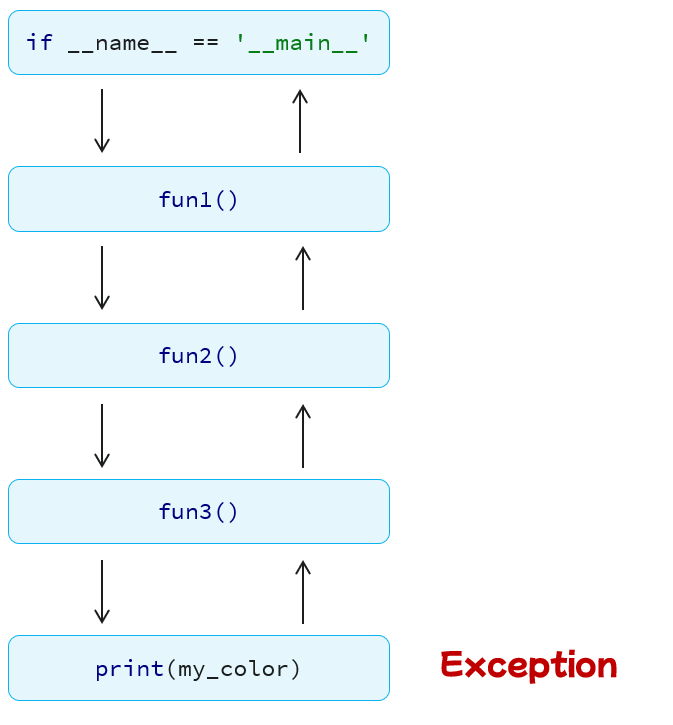 if __name__ == '__main__'
fun1()
fun2()
fun3()
print(my_color)
Exception